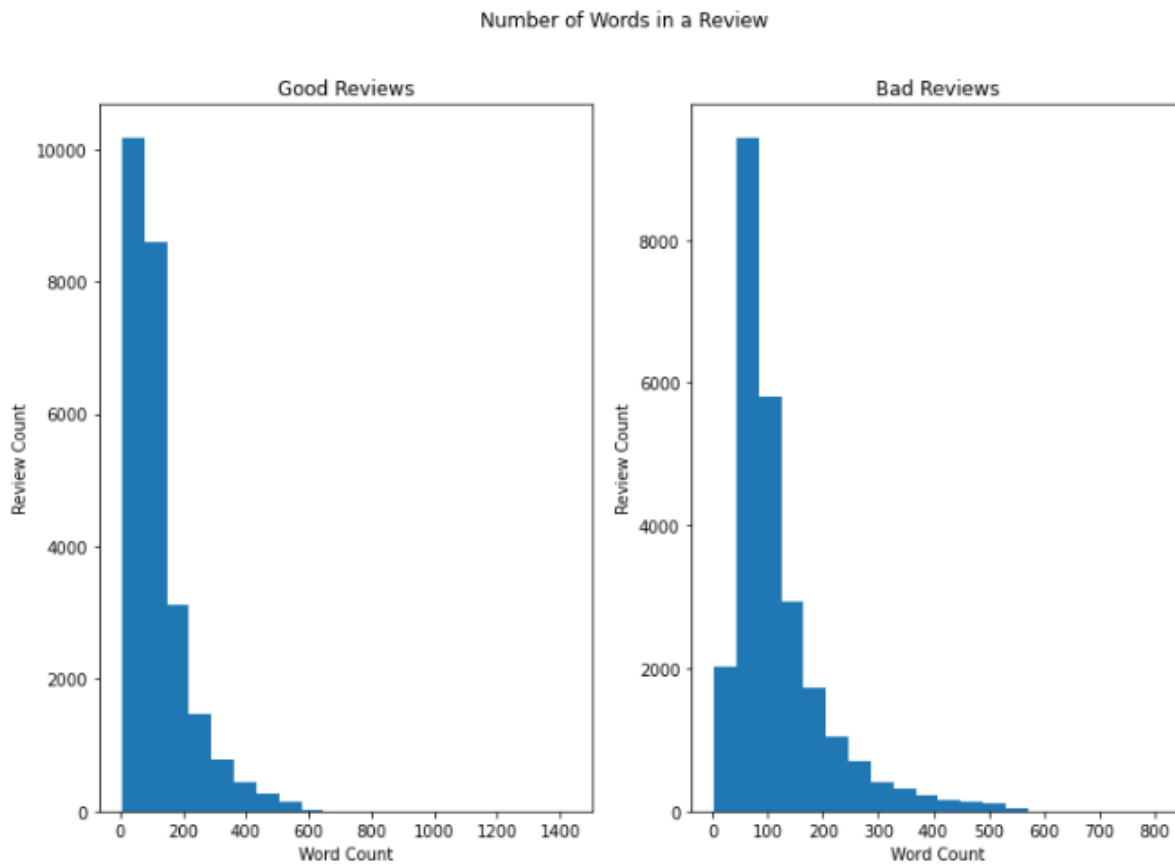 Number of Words in a Review
Good Reviews
10000
8000
6000
4000
2000
0
Review Count
0 200 400 600 800 1000 1200 1400
Word Count
Bad Reviews
8000
6000
4000
2000
0
Review Count
0 100 200 300 400 500 600 700 800
Word Count